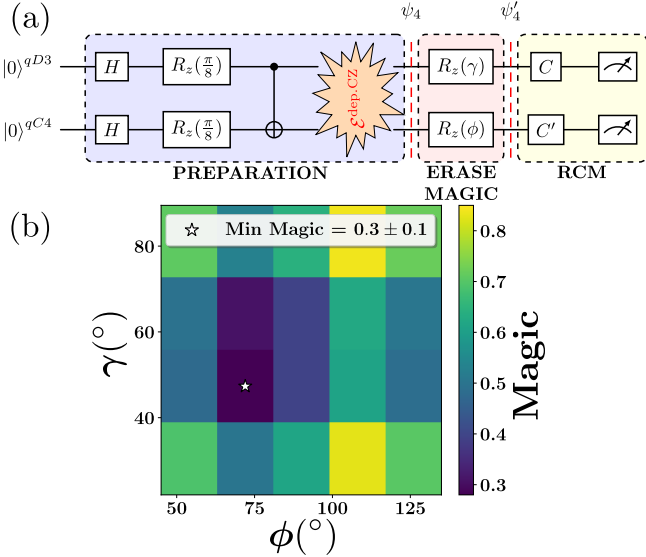 (a)
ψ₄ ψ′₄
|0⟩^{qD3} H R_z(π/8) R_z(γ) C
ε^{dep.CZ}
|0⟩^{qC4} H R_z(π/8) R_z(ϕ) C′
PREPARATION ERASE MAGIC RCM
(b)
Min Magic = 0.3 ± 0.1
80
60
40
γ(°)
50 75 100 125
ϕ(°)
0.8
0.7
0.6
0.5
0.4
0.3
Magic